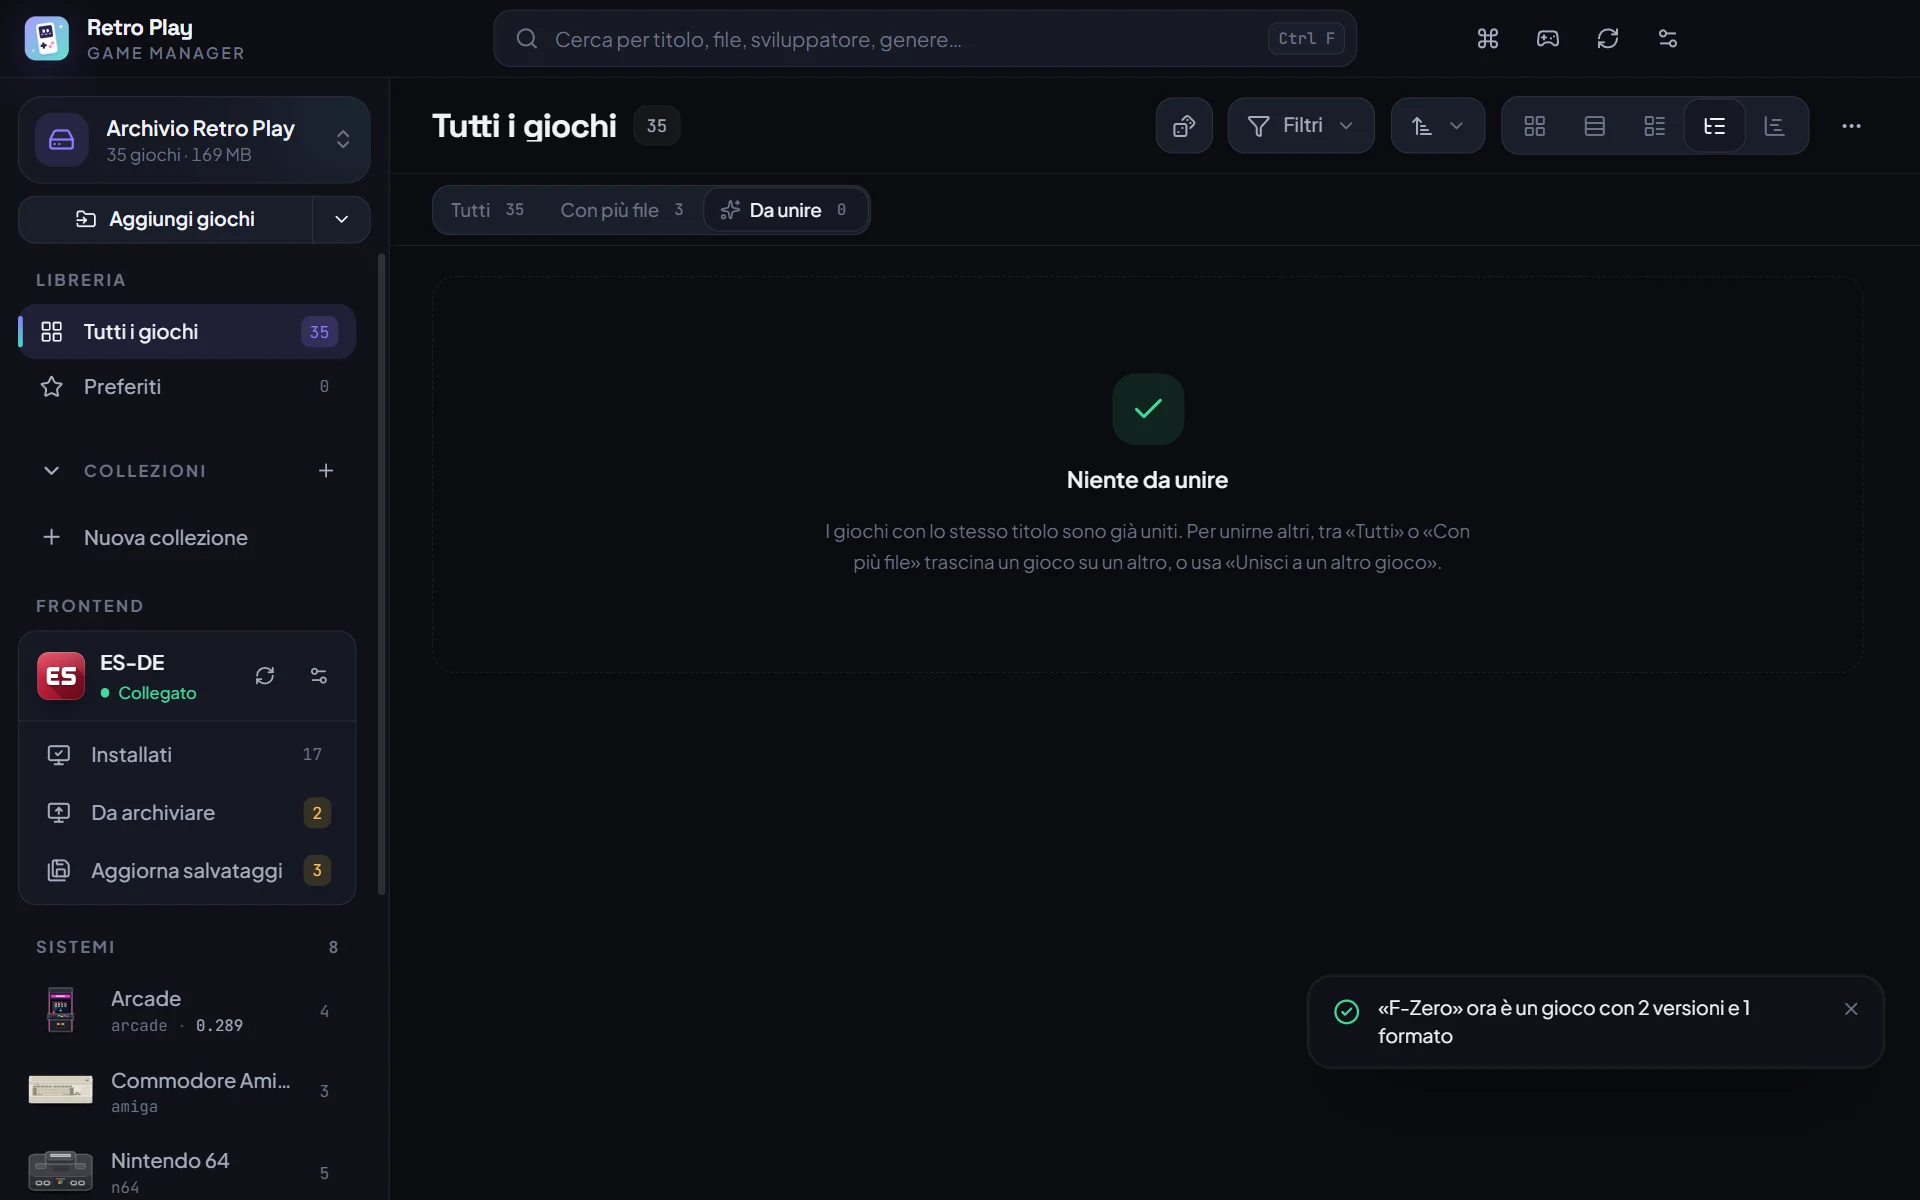 Retro Play
GAME MANAGER
Cerca per titolo, file, sviluppatore, genere…
Ctrl F
Archivio Retro Play
35 giochi · 169 MB
Aggiungi giochi
LIBRERIA
Tutti i giochi 35
Preferiti 0
COLLEZIONI
Nuova collezione
FRONTEND
ES
ES-DE
Collegato
Installati 17
Da archiviare 2
Aggiorna salvataggi 3
SISTEMI 8
Arcade
arcade · 0.289
4
Commodore Ami…
amiga
3
Nintendo 64
n64
5
Tutti i giochi 35
Filtri
Tutti 35 Con più file 3 Da unire 0
Niente da unire
I giochi con lo stesso titolo sono già uniti. Per unirne altri, tra «Tutti» o «Con
più file» trascina un gioco su un altro, o usa «Unisci a un altro gioco».
«F-Zero» ora è un gioco con 2 versioni e 1
formato